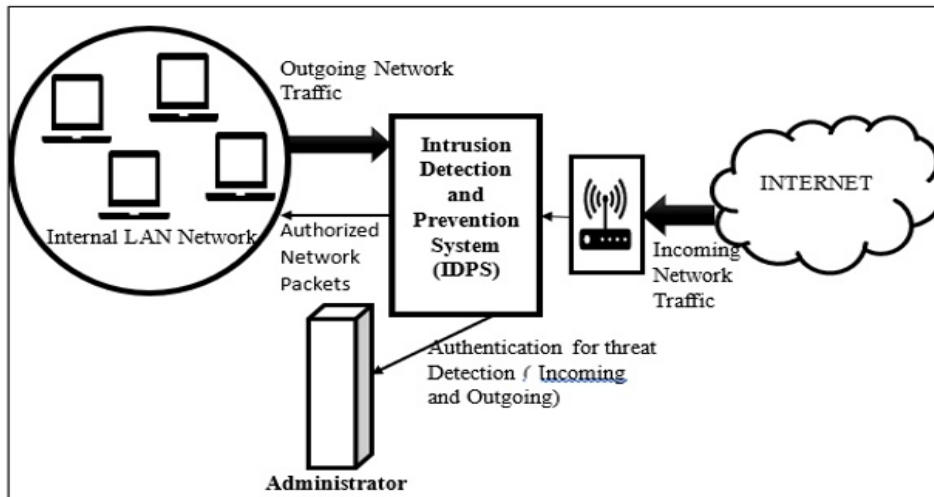 Outgoing Network
Traffic
Internal LAN Network
Authorized
Network
Packets
Intrusion
Detection
and
Prevention
System
(IDPS)
INTERNET
Incoming
Network
Traffic
Authentication for threat
Detection ( Incoming
and Outgoing)
Administrator